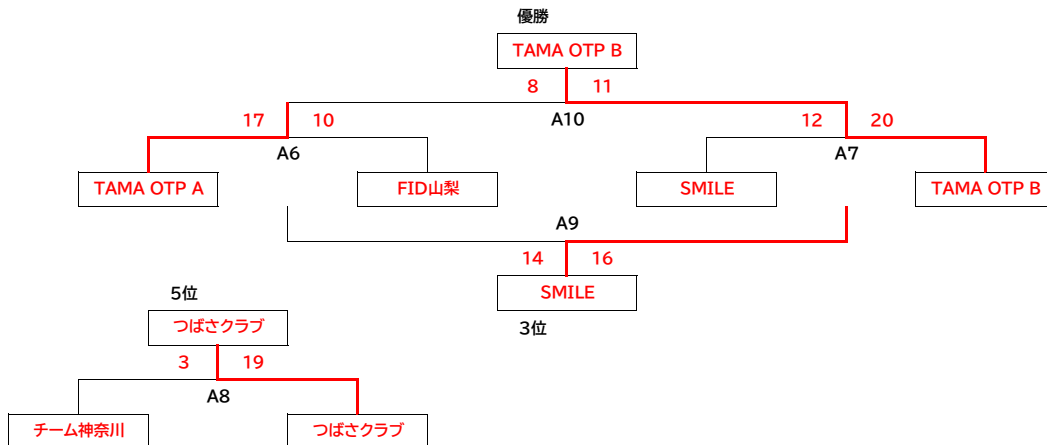 優勝
TAMA OTP B
8 11
A10
17 10
12 20
A6
A7
TAMA OTP A
FID山梨
SMILE
TAMA OTP B
A9
14 16
SMILE
3位
5位
つばさクラブ
3 19
A8
チーム神奈川
つばさクラブ